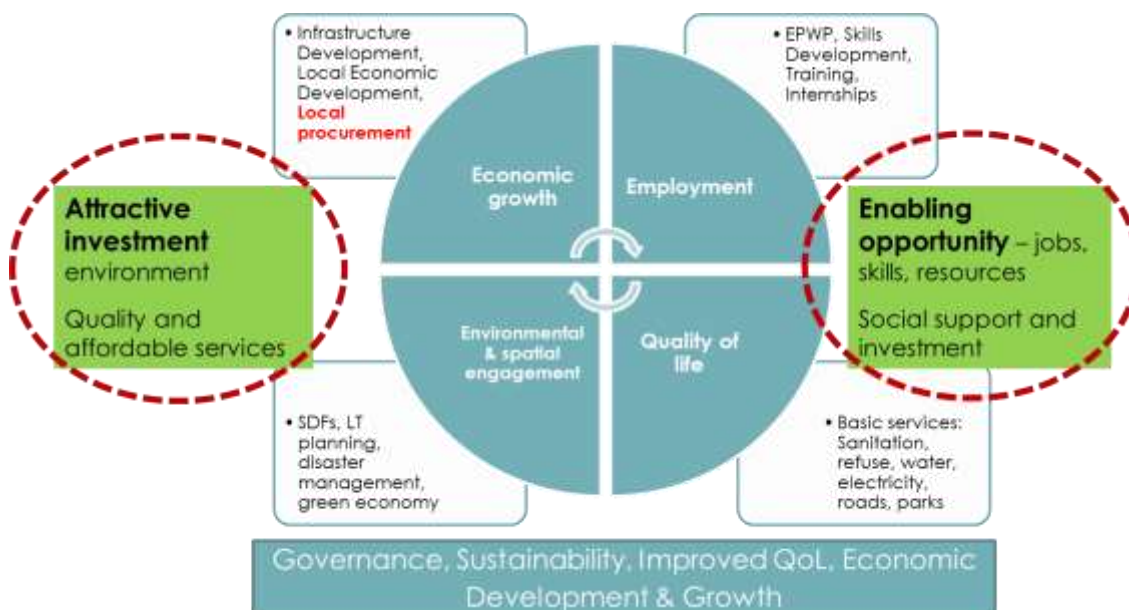 • Infrastructure
Development,
Local Economic
Development,
Local
procurement
• EPWP, Skills
Development,
Training,
Internships
Economic
growth
Employment
Attractive
investment
environment
Quality and
affordable services
Enabling
opportunity – jobs,
skills, resources
Social support and
investment
Environmental
& spatial
engagement
Quality of
life
• SDFs, LT
planning,
disaster
management,
green economy
• Basic services:
Sanitation,
refuse, water,
electricity,
roads, parks
Governance, Sustainability, Improved QoL, Economic
Development & Growth